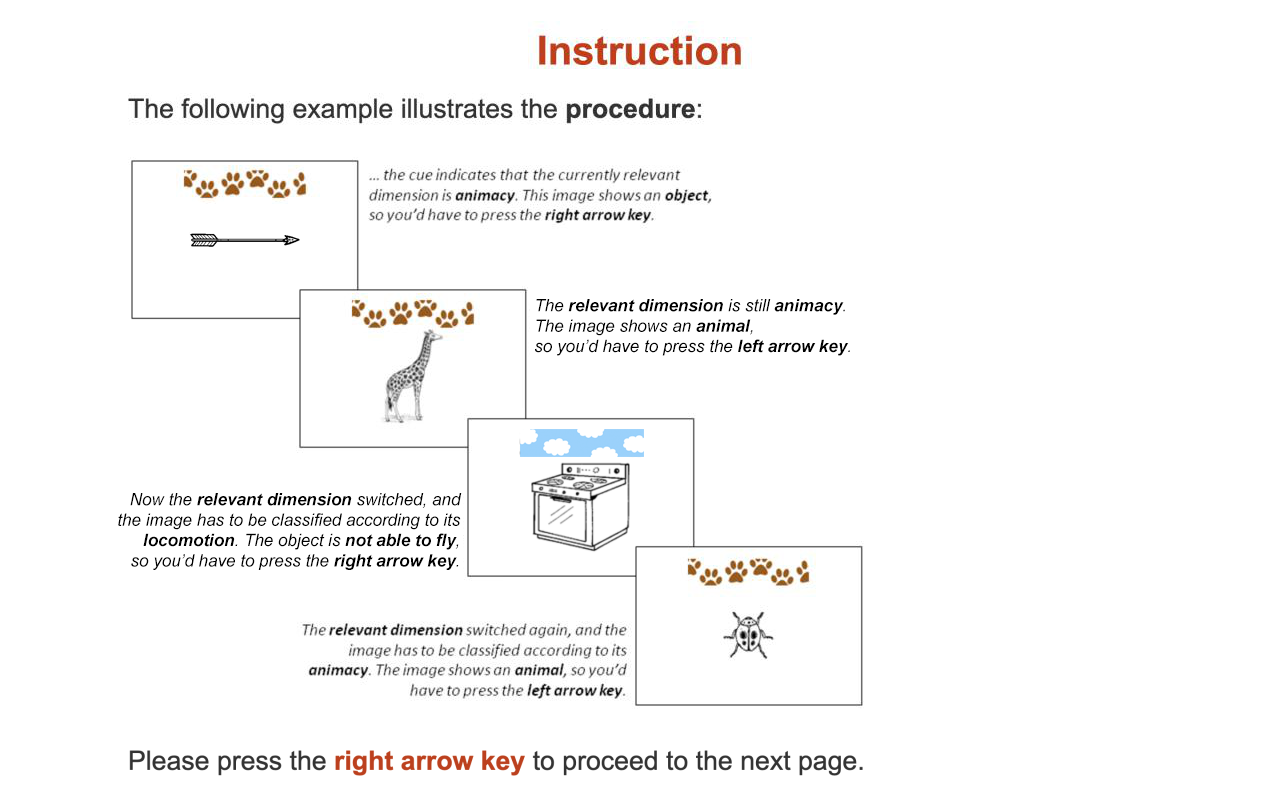 Instruction
The following example illustrates the procedure:
... the cue indicates that the currently relevant
dimension is animacy. This image shows an object,
so you'd have to press the right arrow key.
The relevant dimension is still animacy.
The image shows an animal,
so you'd have to press the left arrow key.
Now the relevant dimension switched, and
the image has to be classified according to its
locomotion. The object is not able to fly,
so you'd have to press the right arrow key.
The relevant dimension switched again, and the
image has to be classified according to its
animacy. The image shows an animal, so you'd
have to press the left arrow key.
Please press the right arrow key to proceed to the next page.